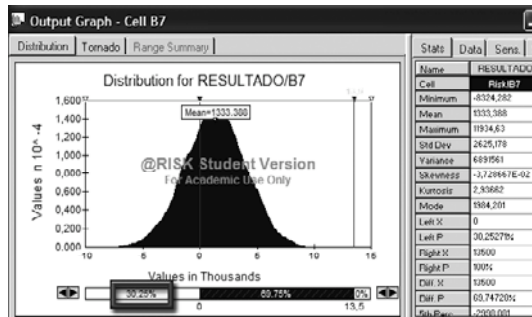 Output Graph - Cell B7
Distribution Tornado Range Summary
Distribution for RESULTADO/B7
Mean=1333,388
Values in 10^ -4
1,600
1,400
1,200
1,000
0,800
0,600
0,400
0,200
0,000
@RISK Student Version
For Academic Use Only
10 5 0 5 10 15
Values in Thousands
30,25% 69,75% 0%
0 13,5
Stats Data Sens.
Name RESULTADO
Cell Risk!B7
Minimum -8324,282
Mean 1333,388
Maximum 11934,63
Std Dev 2625,178
Variance 6891561
Skewness -3,728667E-02
Kurtosis 2,93682
Mode 1984,201
Left X 0
Left P 30,25271%
Right X 13500
Right P 100%
Diff. X 13500
Diff. P 69,74728%
5th Perc. -2998,081